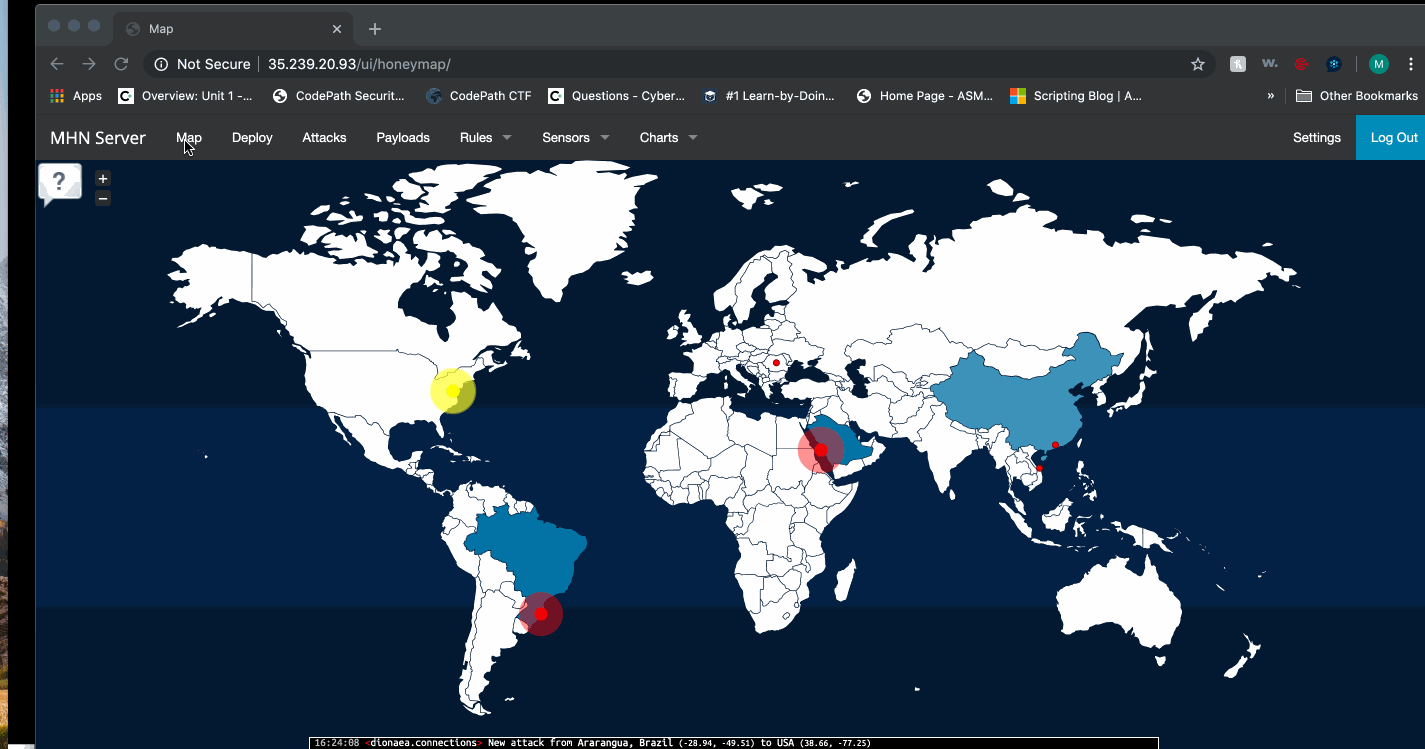 Map
Not Secure 35.239.20.93/ui/honeymap/
W. M
Apps Overview: Unit 1 -... CodePath Securit... CodePath CTF Questions - Cyber... #1 Learn-by-Doin... Home Page - ASM... Scripting Blog | A... » Other Bookmarks
MHN Server Map Deploy Attacks Payloads Rules Sensors Charts Settings Log Out
?
+
−
16:24:08 <dionaea.connections> New attack from Ararangua, Brazil (-28.94, -49.51) to USA (38.66, -77.25)